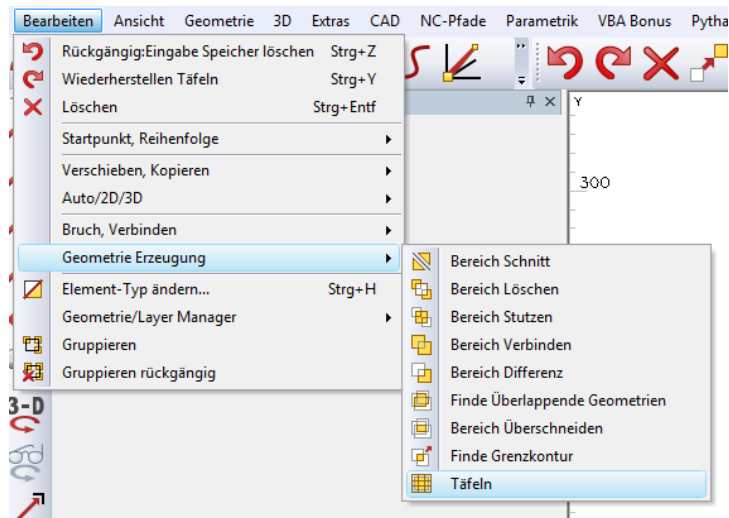 Bearbeiten Ansicht Geometrie 3D Extras CAD NC-Pfade Parametrik VBA Bonus
Rückgängig:Eingabe Speicher löschen Strg+Z
Wiederherstellen Täfeln Strg+Y
Löschen Strg+Entf
Startpunkt, Reihenfolge
Verschieben, Kopieren
Auto/2D/3D
Bruch, Verbinden
Geometrie Erzeugung
Element-Typ ändern... Strg+H
Geometrie/Layer Manager
Gruppieren
Gruppieren rückgängig
Y
300
Bereich Schnitt
Bereich Löschen
Bereich Stutzen
Bereich Verbinden
Bereich Differenz
Finde Überlappende Geometrien
Bereich Überschneiden
Finde Grenzkontur
Täfeln
3-D